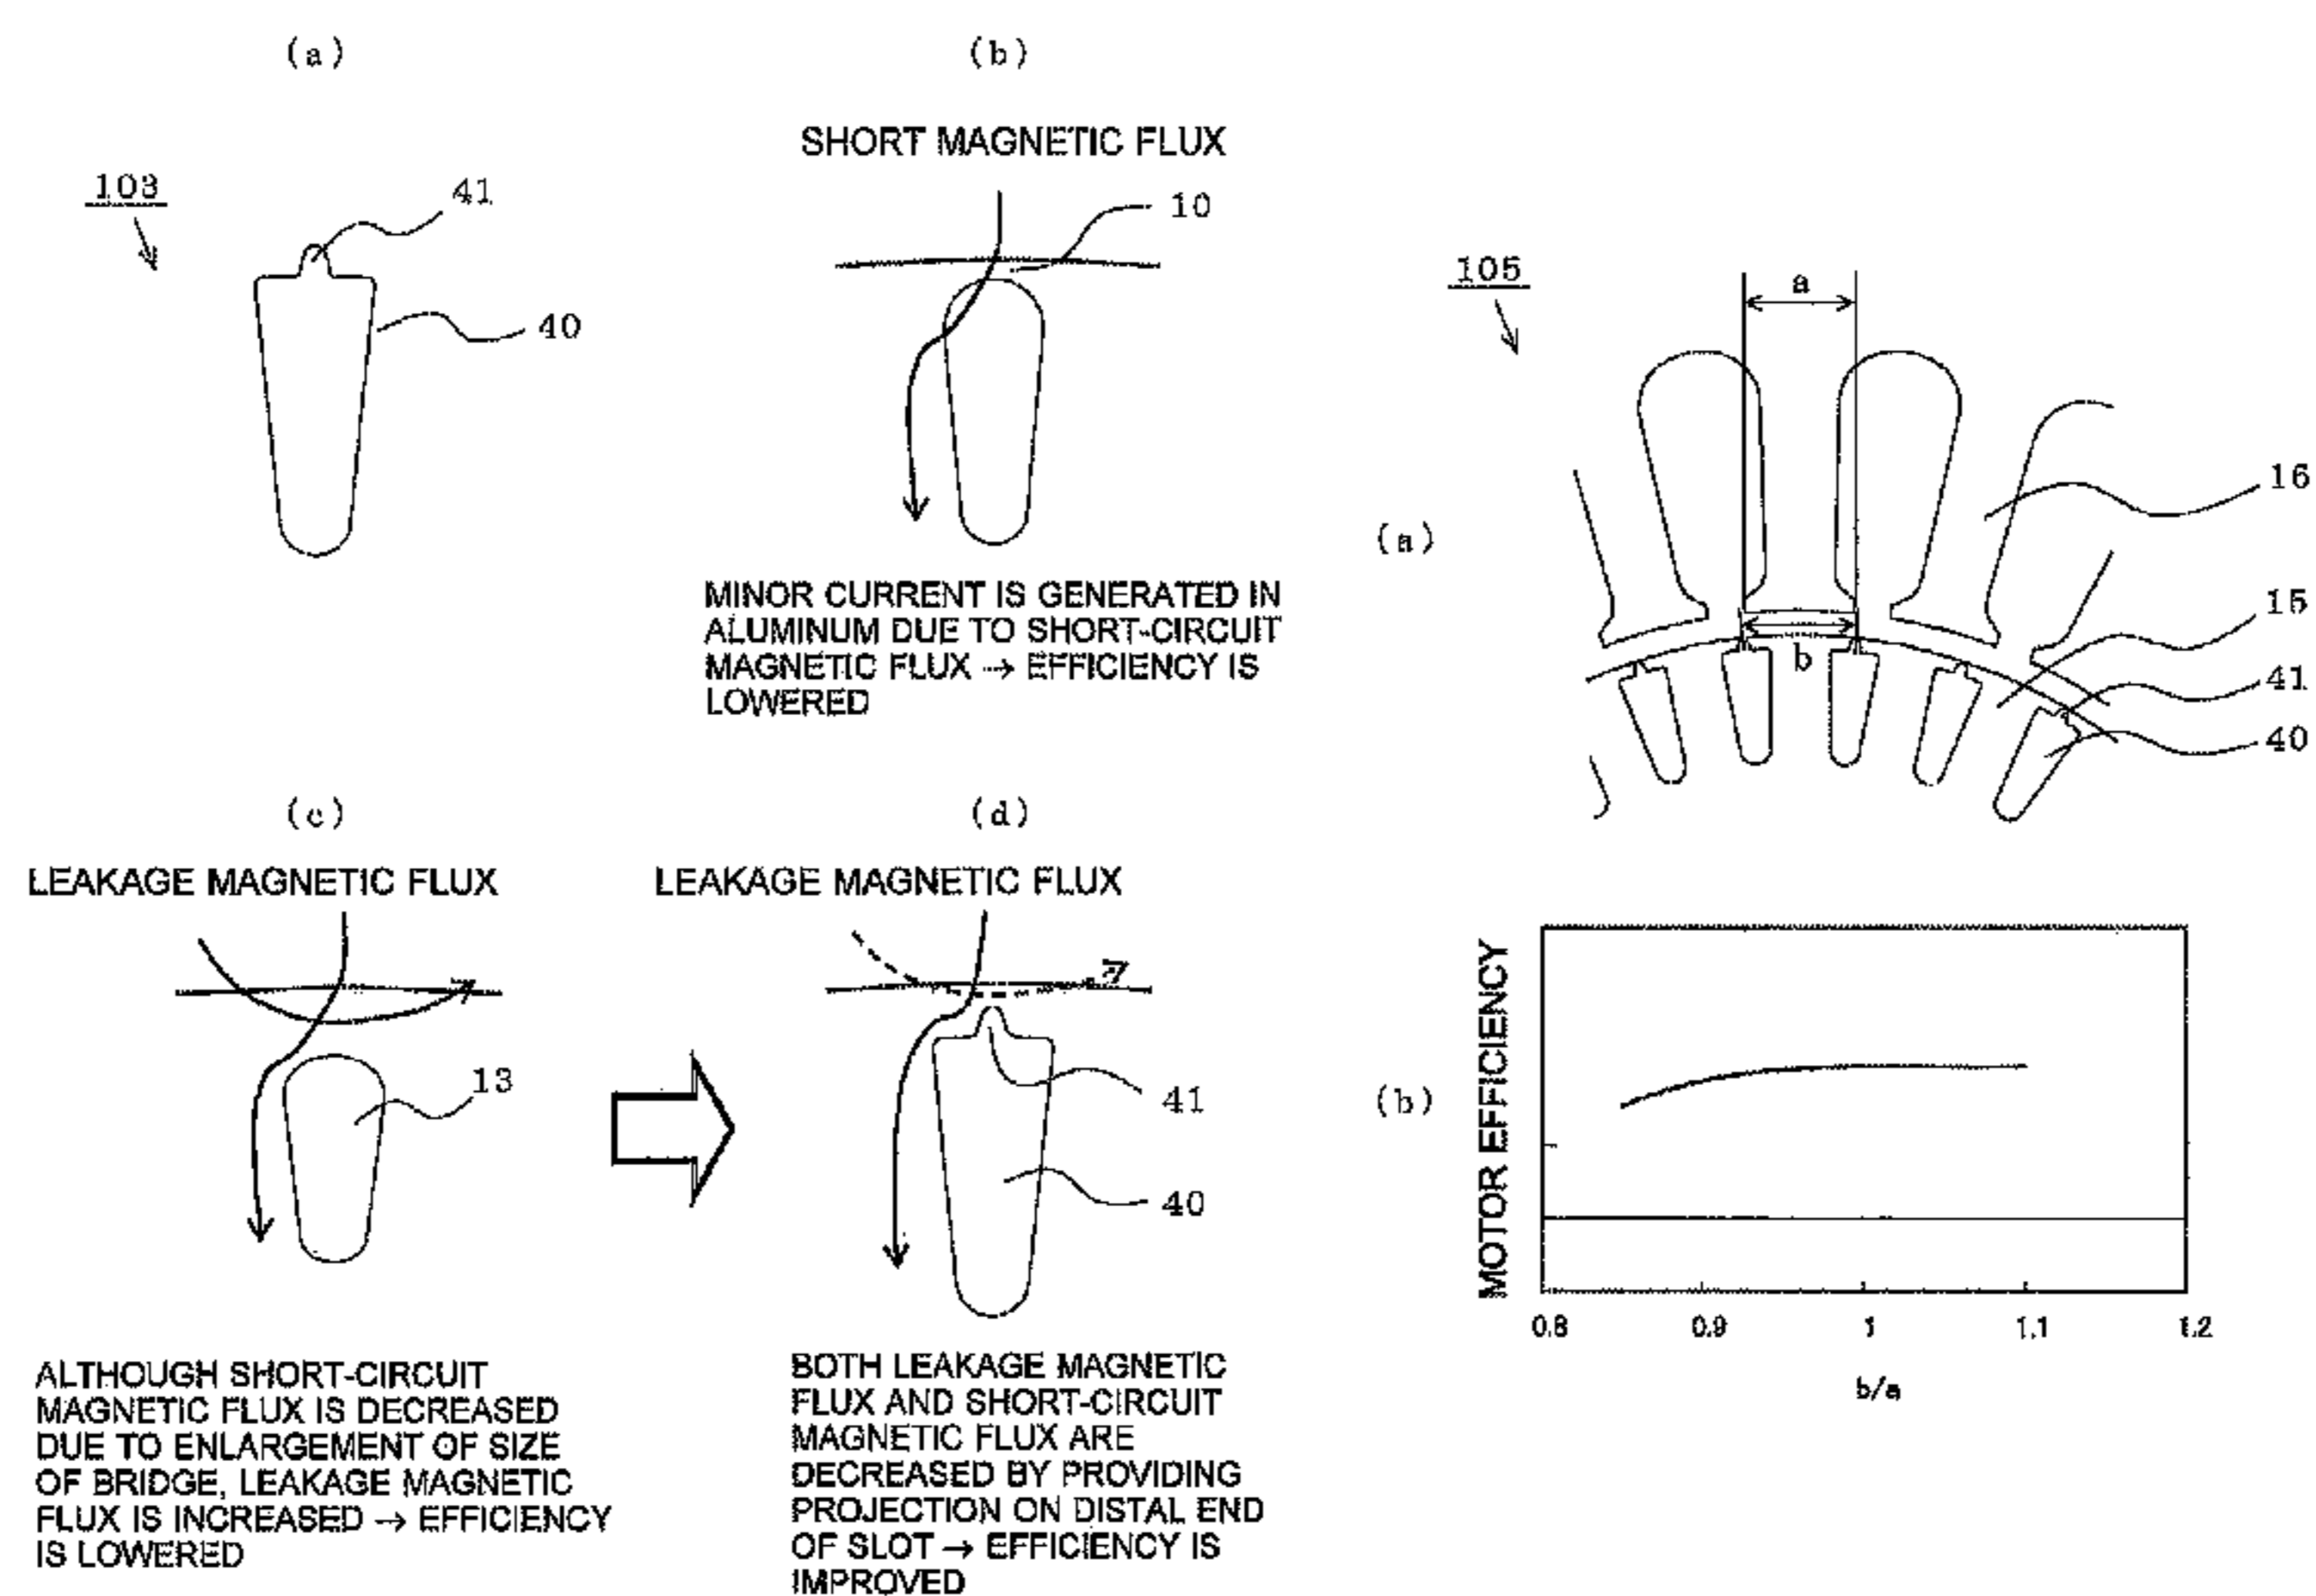 (a)
103
41
40
(b)
SHORT MAGNETIC FLUX
10
MINOR CURRENT IS GENERATED IN
ALUMINUM DUE TO SHORT-CIRCUIT
MAGNETIC FLUX → EFFICIENCY IS
LOWERED
(c)
LEAKAGE MAGNETIC FLUX
13
ALTHOUGH SHORT-CIRCUIT
MAGNETIC FLUX IS DECREASED
DUE TO ENLARGEMENT OF SIZE
OF BRIDGE, LEAKAGE MAGNETIC
FLUX IS INCREASED → EFFICIENCY
IS LOWERED
(d)
LEAKAGE MAGNETIC FLUX
41
40
BOTH LEAKAGE MAGNETIC
FLUX AND SHORT-CIRCUIT
MAGNETIC FLUX ARE
DECREASED BY PROVIDING
PROJECTION ON DISTAL END
OF SLOT → EFFICIENCY IS
IMPROVED
105
a
(a)
16
15
b
41
40
(b)
MOTOR EFFICIENCY
0.8 0.9 1 1.1 1.2
b/a